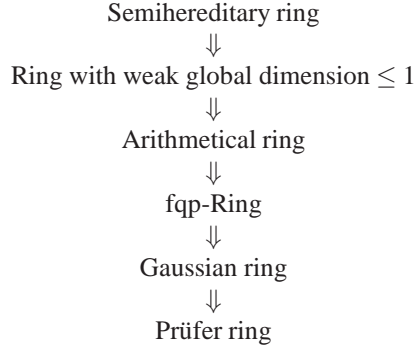 Semihereditary ring
⇓
Ring with weak global dimension ≤ 1
⇓
Arithmetical ring
⇓
fqp-Ring
⇓
Gaussian ring
⇓
Prüfer ring